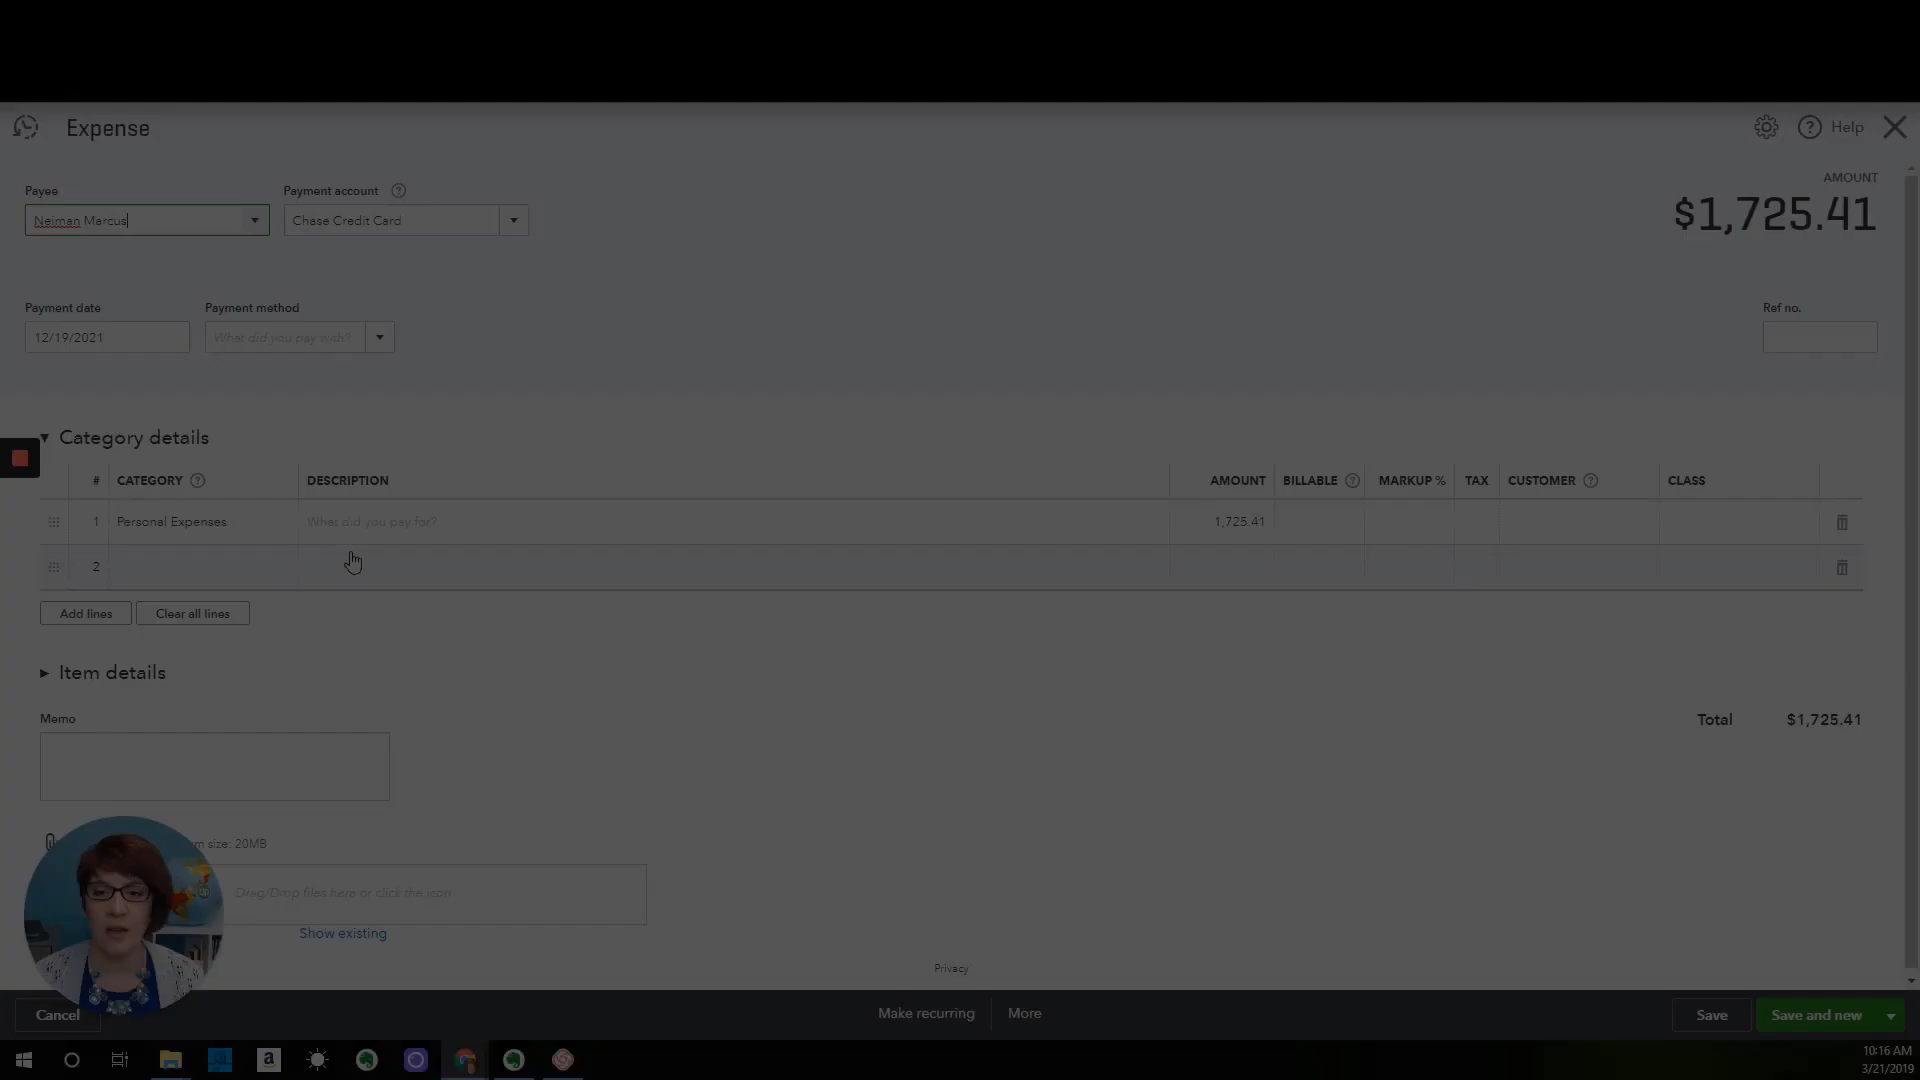 Expense
Help
AMOUNT
$1,725.41
Payee
Payment account
Neiman Marcus
Chase Credit Card
Payment date
Payment method
Ref no.
12/19/2021
What did you pay with?
Category details
# CATEGORY DESCRIPTION AMOUNT BILLABLE MARKUP % TAX CUSTOMER CLASS
1 Personal Expenses What did you pay for? 1,725.41
2
Add lines
Clear all lines
Item details
Memo
Total $1,725.41
size: 20MB
Drag/Drop files here or click the icon
Show existing
Privacy
Cancel
Make recurring
More
Save
Save and new
10:16 AM
3/21/2019